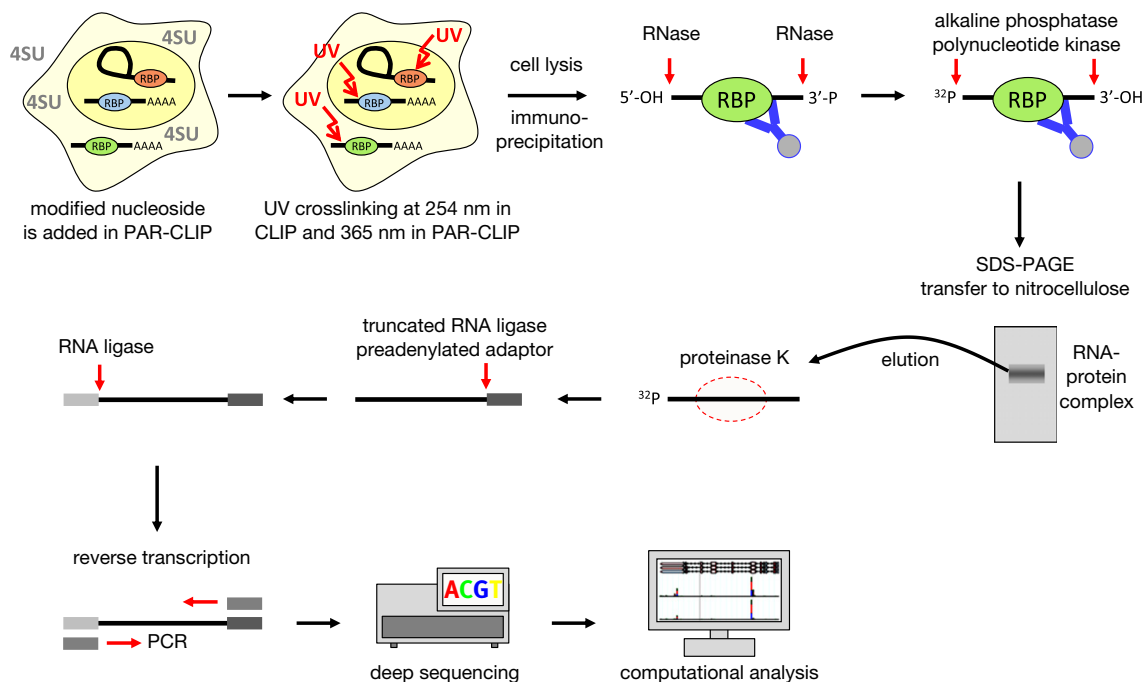 4SU
4SU
4SU
4SU
RBP
RBP
AAAA
RBP
AAAA
modified nucleoside
is added in PAR-CLIP
UV
UV
UV
RBP
RBP
AAAA
RBP
AAAA
UV crosslinking at 254 nm in
CLIP and 365 nm in PAR-CLIP
cell lysis
immuno-
precipitation
RNase
RNase
5’-OH
RBP
3’-P
alkaline phosphatase
polynucleotide kinase
32P
RBP
3’-OH
SDS-PAGE
transfer to nitrocellulose
RNA-
protein
complex
elution
proteinase K
32P
truncated RNA ligase
preadenylated adaptor
RNA ligase
reverse transcription
PCR
ACGT
deep sequencing
computational analysis